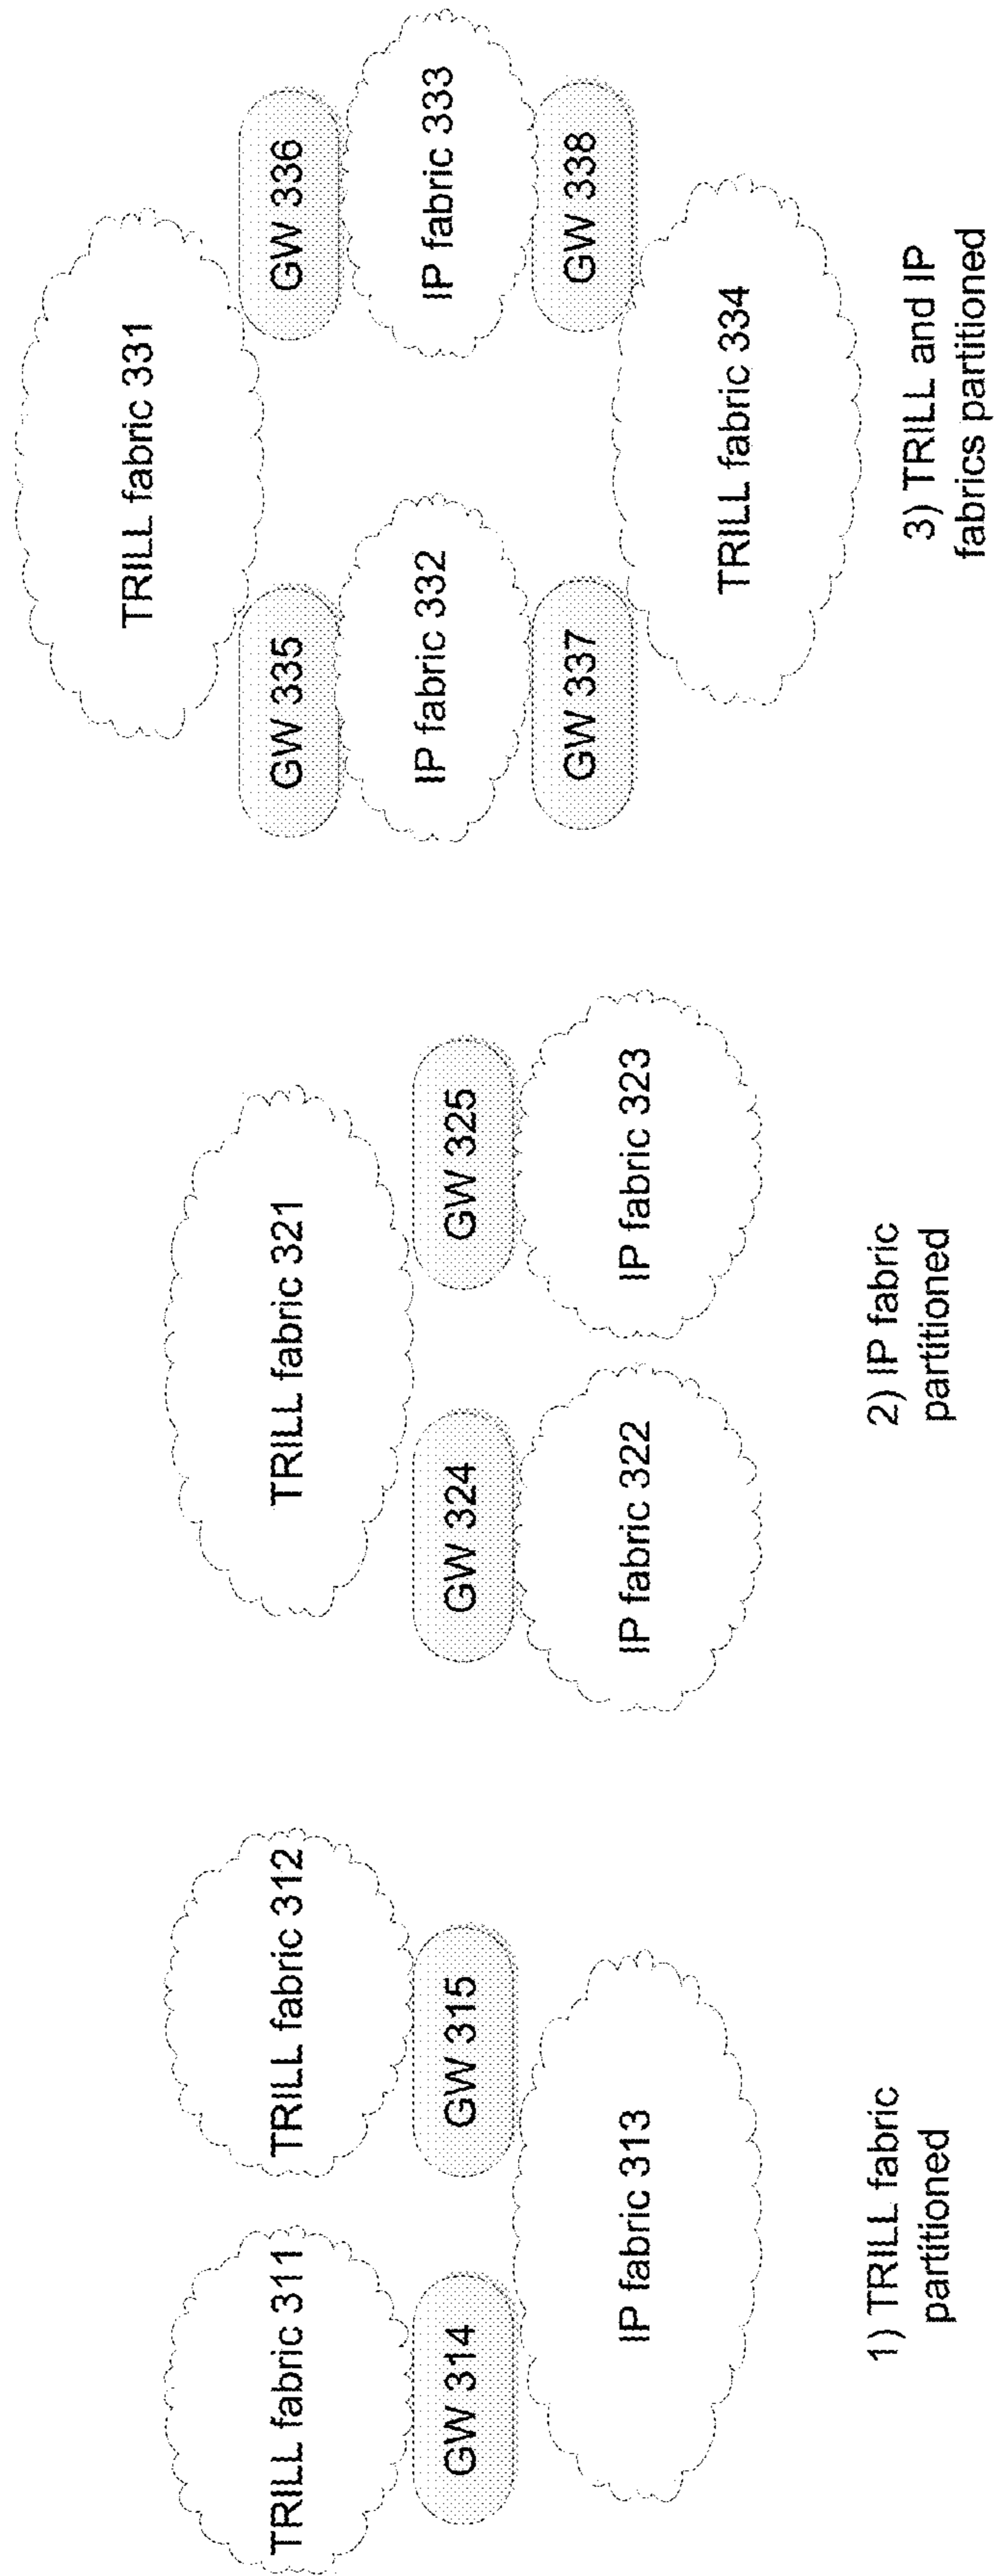 TRILL fabric 311
TRILL fabric 312
GW 314
GW 315
IP fabric 313
1) TRILL fabric
partitioned
TRILL fabric 321
GW 324
GW 325
IP fabric 322
IP fabric 323
2) IP fabric
partitioned
TRILL fabric 331
GW 335
GW 336
IP fabric 332
IP fabric 333
GW 337
GW 338
TRILL fabric 334
3) TRILL and IP
fabrics partitioned